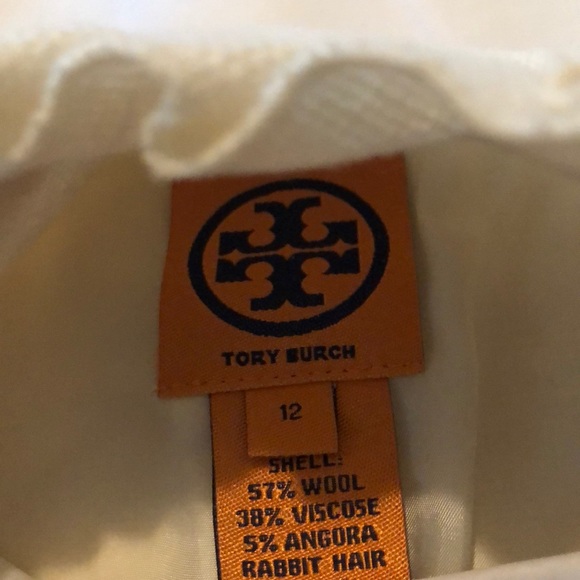 TORY BURCH
12
SHELL:
57% WOOL
38% VISCOSE
5% ANGORA
RABBIT HAIR